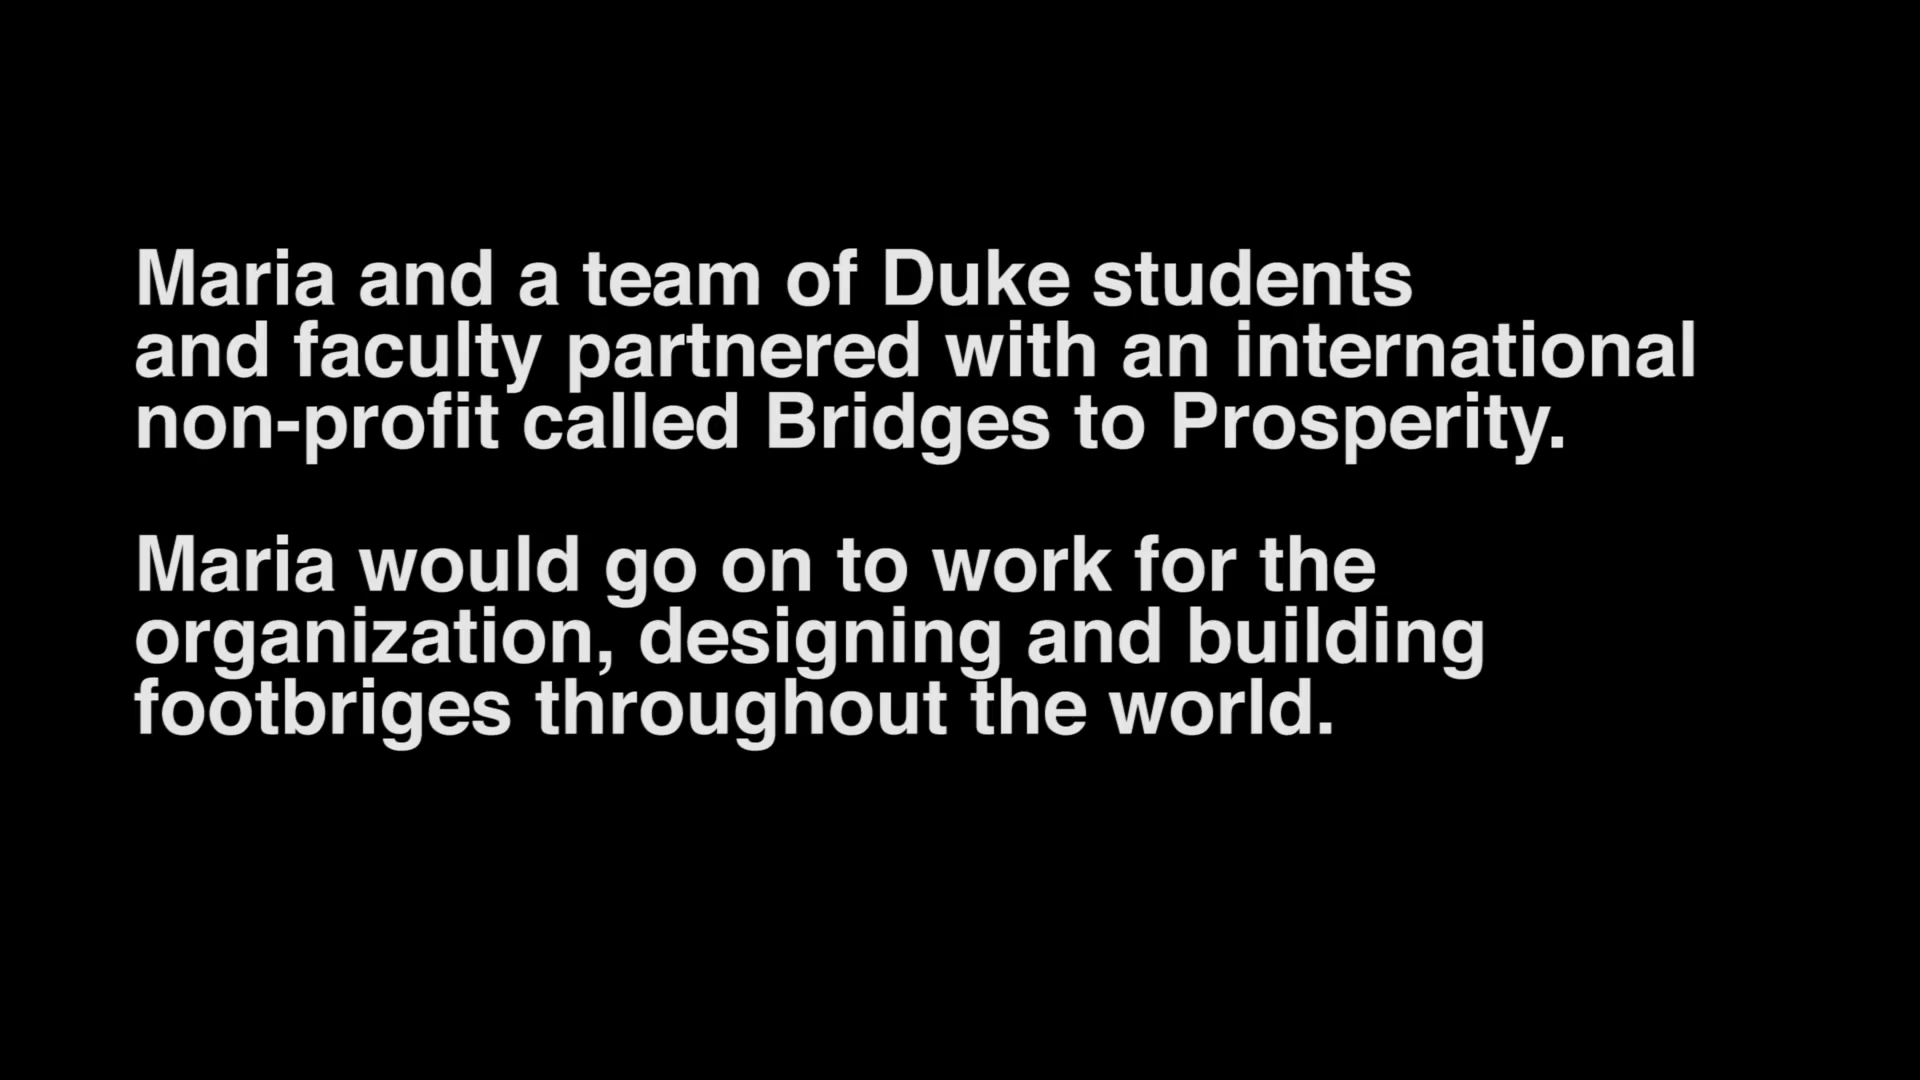 Maria and a team of Duke students
and faculty partnered with an international
non-profit called Bridges to Prosperity.
Maria would go on to work for the
organization, designing and building
footbriges throughout the world.